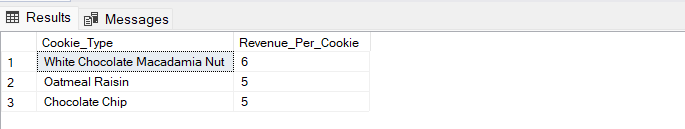 Results Messages
Cookie_Type Revenue_Per_Cookie
1 White Chocolate Macadamia Nut 6
2 Oatmeal Raisin 5
3 Chocolate Chip 5